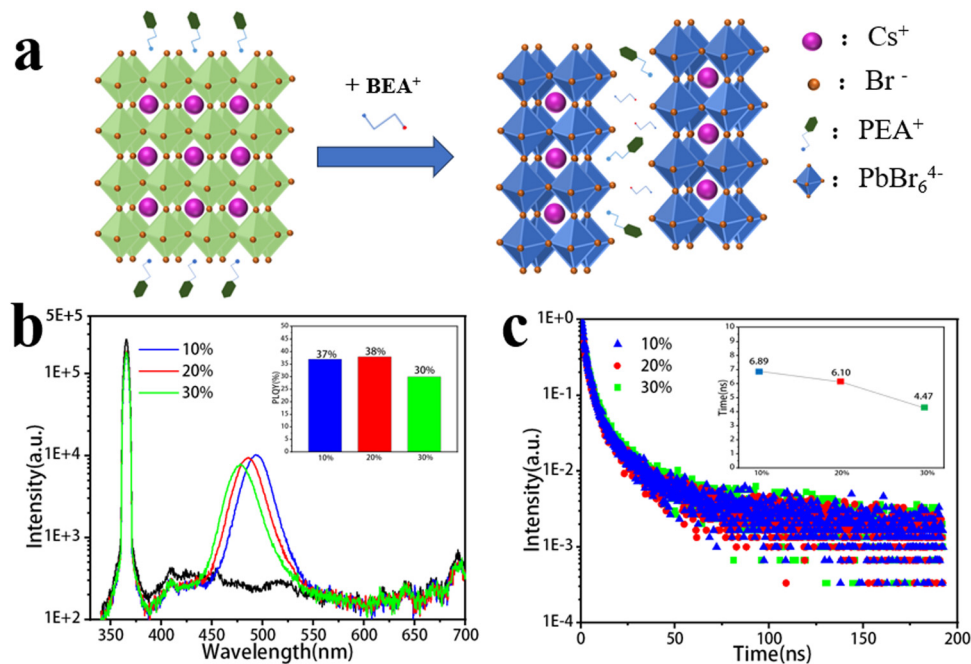 a
+ BEA⁺
: Cs⁺
: Br⁻
: PEA⁺
: PbBr₆⁴⁻
b
Intensity(a.u.)
5E+5
1E+5
1E+4
1E+3
1E+2
350 400 450 500 550 600 650 700
Wavelength(nm)
10%
20%
30%
PLQY(%)
50
45
40
35
30
25
20
15
10
5
0
37%
38%
30%
10% 20% 30%
c
Intensity(a.u.)
1E+0
1E-1
1E-2
1E-3
1E-4
0 50 100 150 200
Time(ns)
10%
20%
30%
Time(ns)
10
9
8
7
6
5
4
3
2
1
0
6.89
6.10
4.47
10% 20% 30%